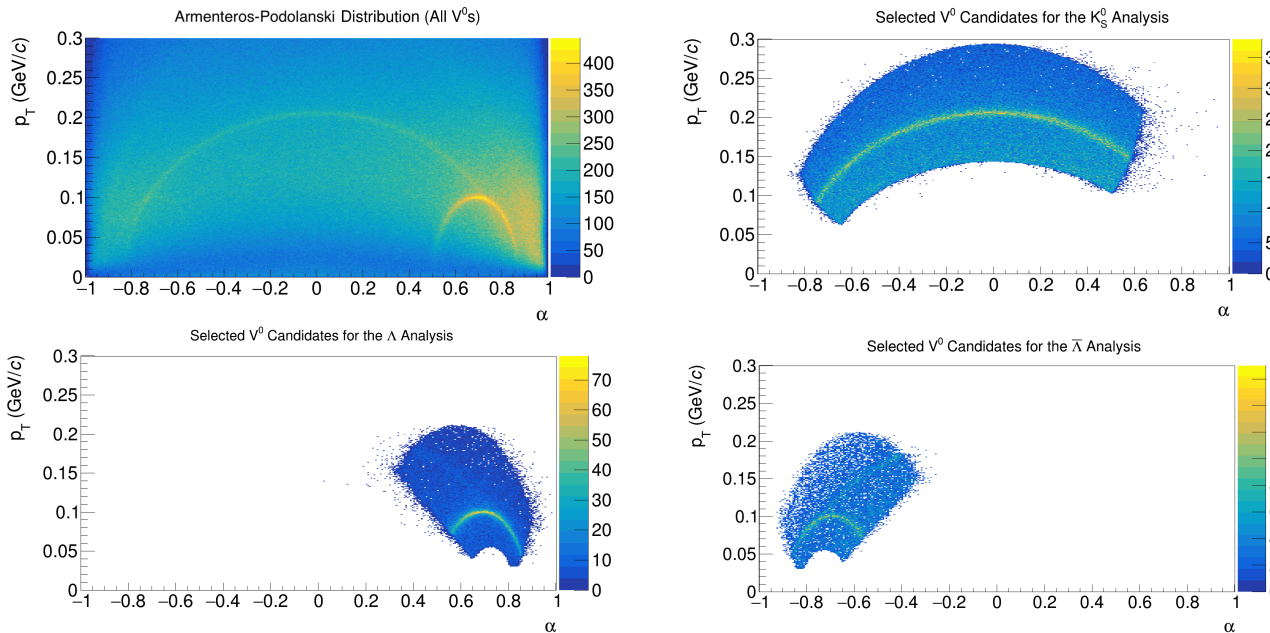 Armenteros-Podolanski Distribution (All V⁰s)
p_T (GeV/c)
0.3
0.25
0.2
0.15
0.1
0.05
0
400
350
300
250
200
150
100
50
0
−1 −0.8 −0.6 −0.4 −0.2 0 0.2 0.4 0.6 0.8 1
α
Selected V⁰ Candidates for the K⁰_S Analysis
p_T (GeV/c)
0.3
0.25
0.2
0.15
0.1
0.05
0
−1 −0.8 −0.6 −0.4 −0.2 0 0.2 0.4 0.6 0.8 1
α
Selected V⁰ Candidates for the Λ Analysis
p_T (GeV/c)
0.3
0.25
0.2
0.15
0.1
0.05
0
70
60
50
40
30
20
10
0
−1 −0.8 −0.6 −0.4 −0.2 0 0.2 0.4 0.6 0.8 1
α
Selected V⁰ Candidates for the Λ̅ Analysis
p_T (GeV/c)
0.3
0.25
0.2
0.15
0.1
0.05
0
−1 −0.8 −0.6 −0.4 −0.2 0 0.2 0.4 0.6 0.8 1
α